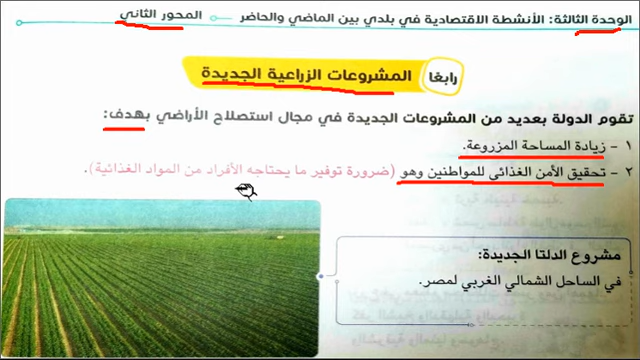 الوحدة الثالثة: الأنشطة الاقتصادية في بلدي بين الماضي والحاضر المحور الثاني
رابعًا المشروعات الزراعية الجديدة
تقوم الدولة بعديد من المشروعات الجديدة في مجال استصلاح الأراضي بهدف:
١ - زيادة المساحة المزروعة.
٢ - تحقيق الأمن الغذائي للمواطنين وهو (ضرورة توفير ما يحتاجه الأفراد من المواد الغذائية).
مشروع الدلتا الجديدة:
في الساحل الشمالي الغربي لمصر.